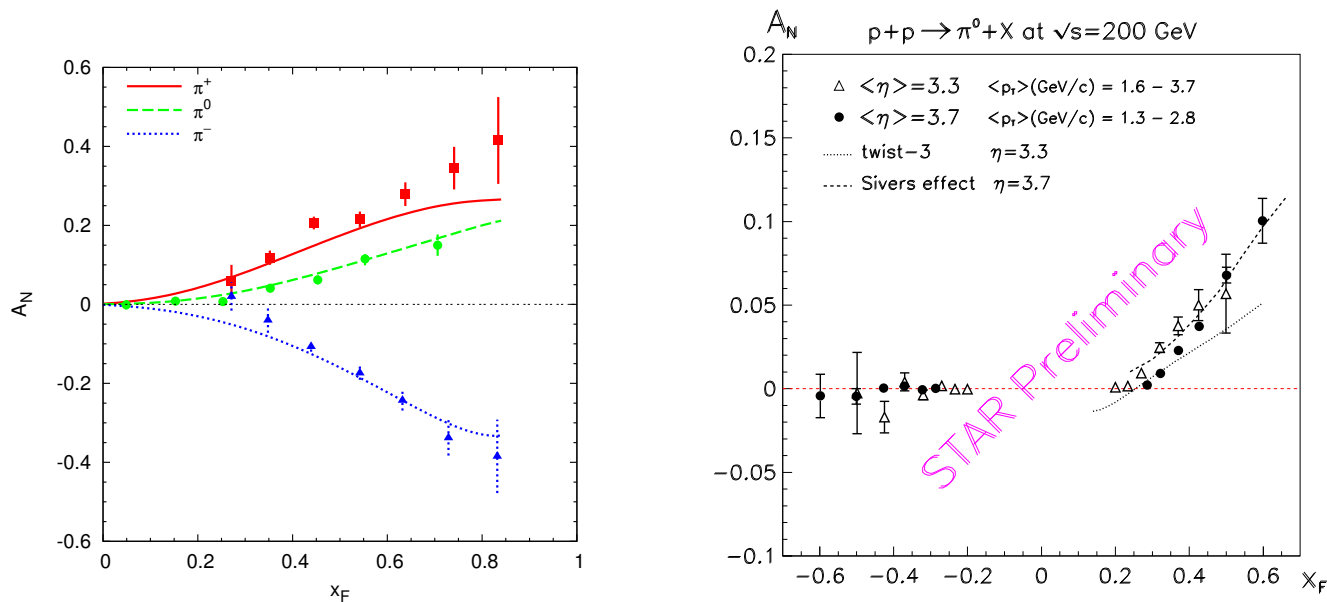 0.6
0.4
0.2
0
-0.2
-0.4
-0.6
A_N
π⁺
π⁰
π⁻
0 0.2 0.4 0.6 0.8 1
x_F
A_N p+p → π⁰+X at √s=200 GeV
0.2
0.15
0.1
0.05
0
−0.05
−0.1
<η>=3.3 <p_T>(GeV/c) = 1.6 − 3.7
<η>=3.7 <p_T>(GeV/c) = 1.3 − 2.8
twist−3 η=3.3
Sivers effect η=3.7
STAR Preliminary
−0.6 −0.4 −0.2 0 0.2 0.4 0.6 x_F